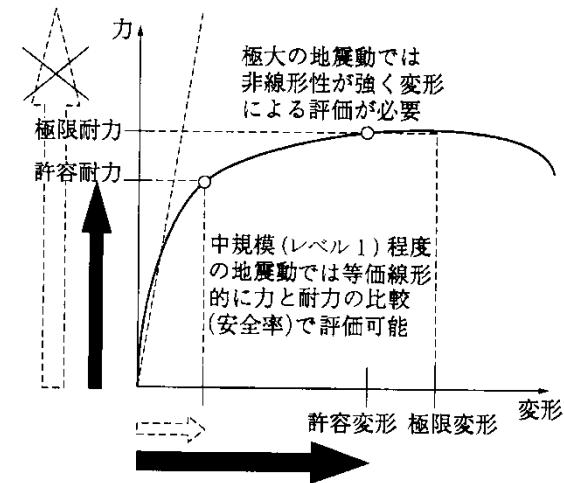 力
極大の地震動では
非線形性が強く変形
による評価が必要
極限耐力
許容耐力
中規模(レベル1)程度
の地震動では等価線形
的に力と耐力の比較
(安全率)で評価可能
許容変形
極限変形
変形